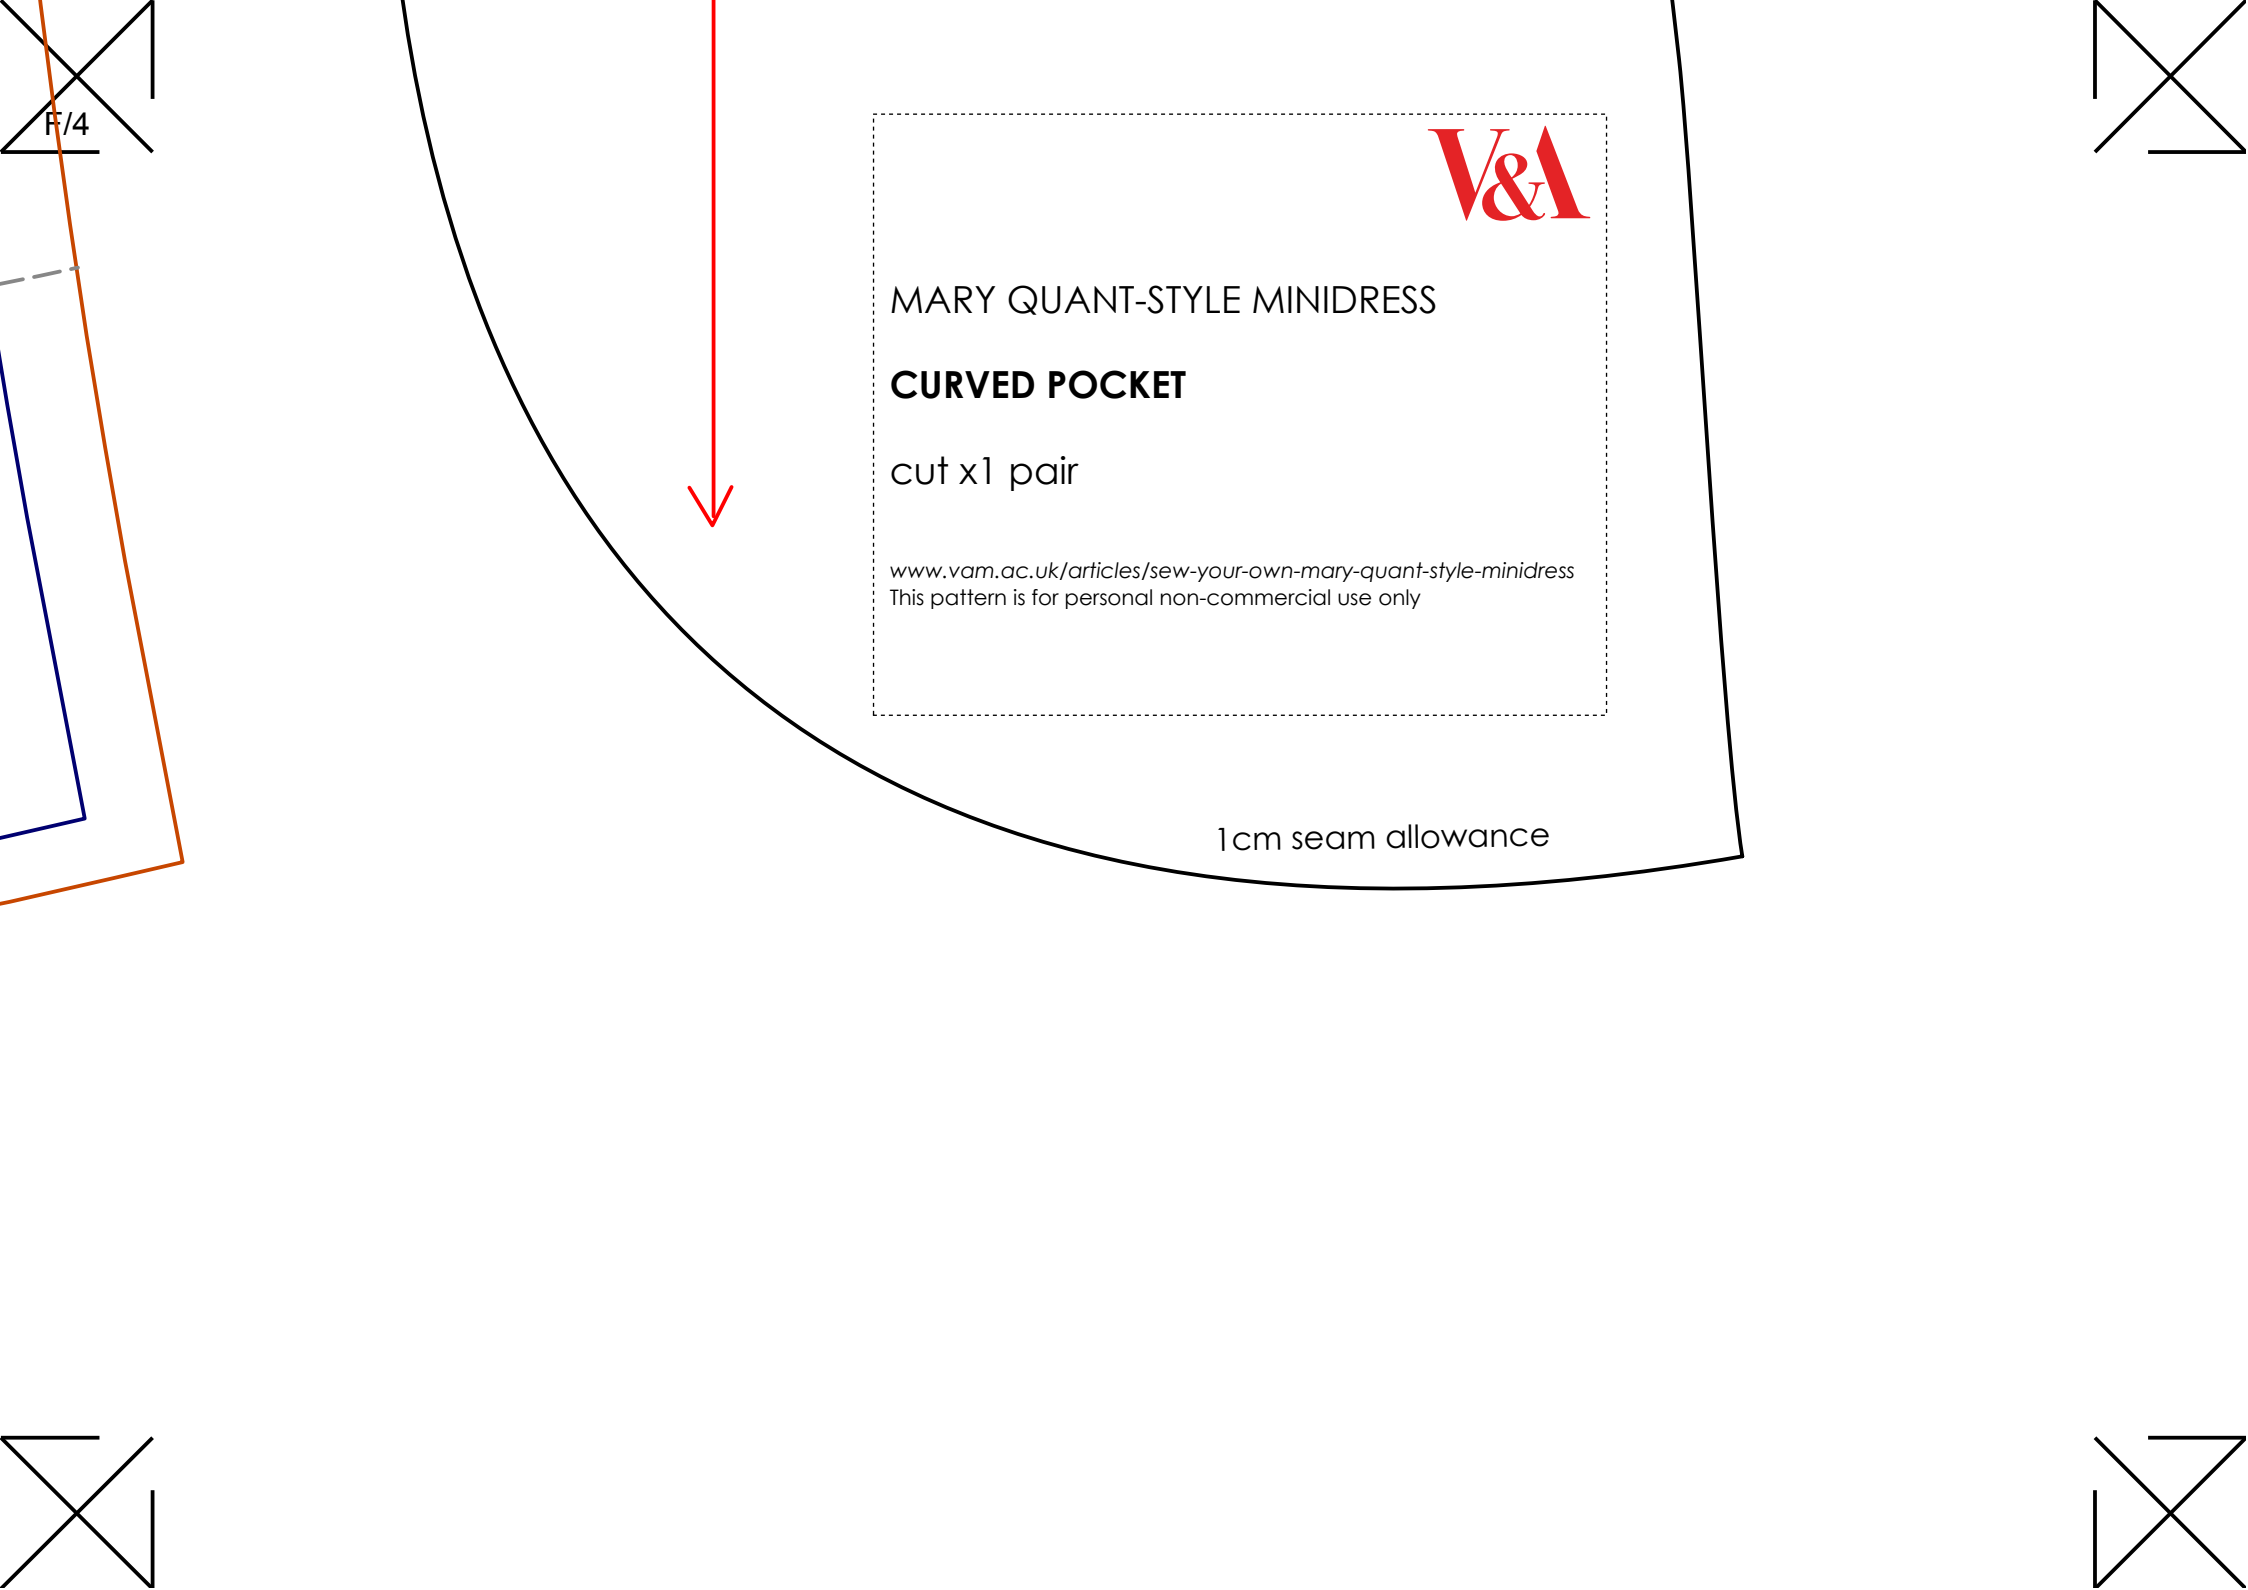 F/4
V&A
MARY QUANT-STYLE MINIDRESS
CURVED POCKET
cut x1 pair
www.vam.ac.uk/articles/sew-your-own-mary-quant-style-minidress
This pattern is for personal non-commercial use only
1cm seam allowance